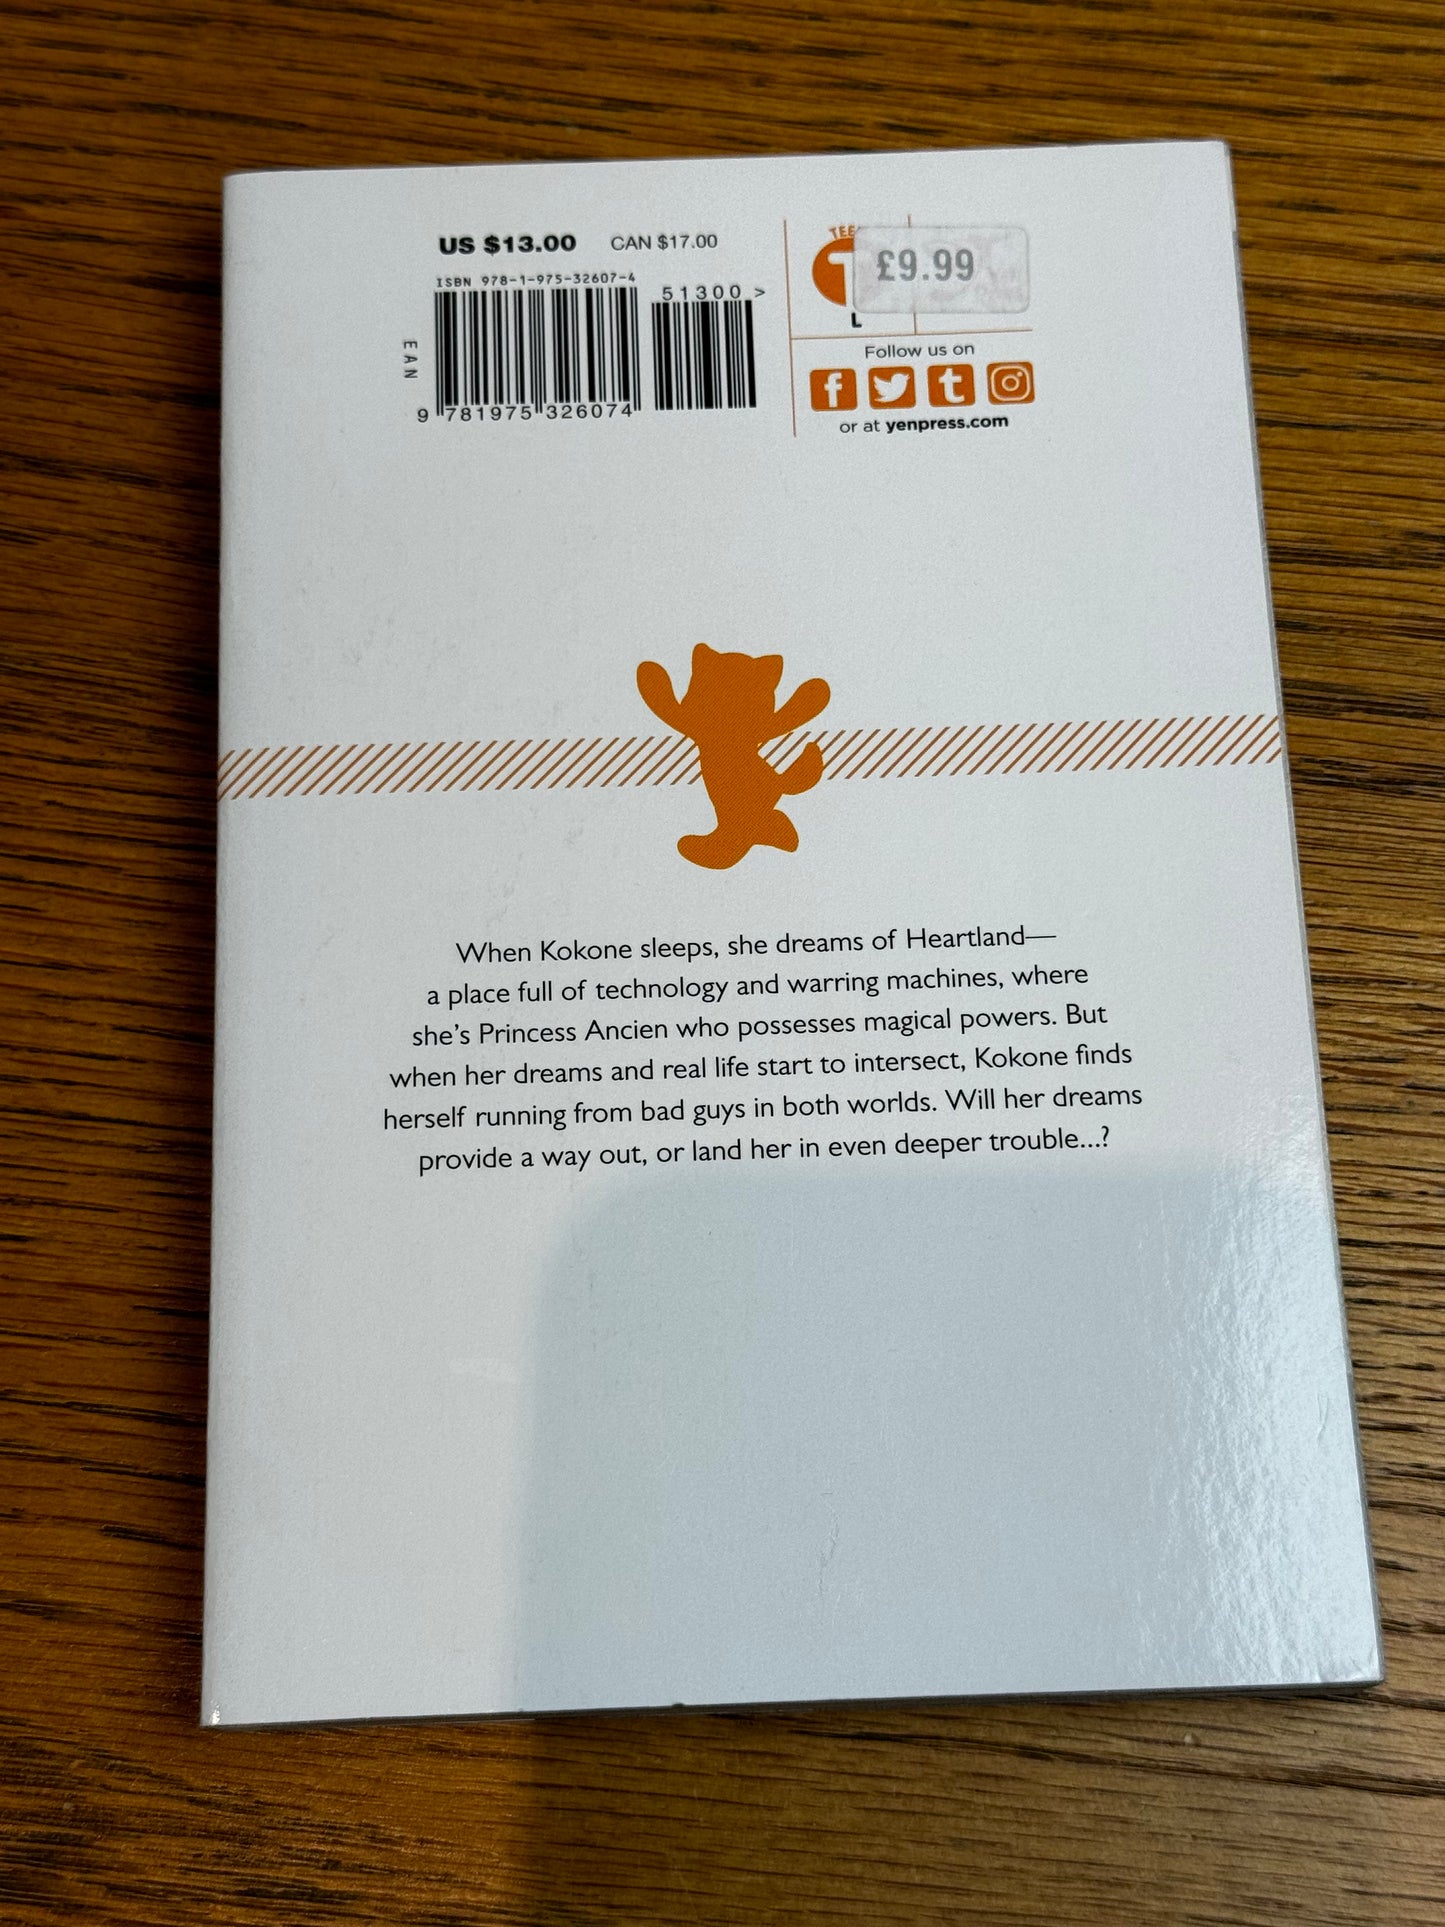 US $13.00 CAN $17.00
ISBN 978-1-975-32607-4
51300 >
EAN
9 781975 326074
£9.99
L
Follow us on
or at yenpress.com
When Kokone sleeps, she dreams of Heartland—
a place full of technology and warring machines, where
she's Princess Ancien who possesses magical powers. But
when her dreams and real life start to intersect, Kokone finds
herself running from bad guys in both worlds. Will her dreams
provide a way out, or land her in even deeper trouble...?